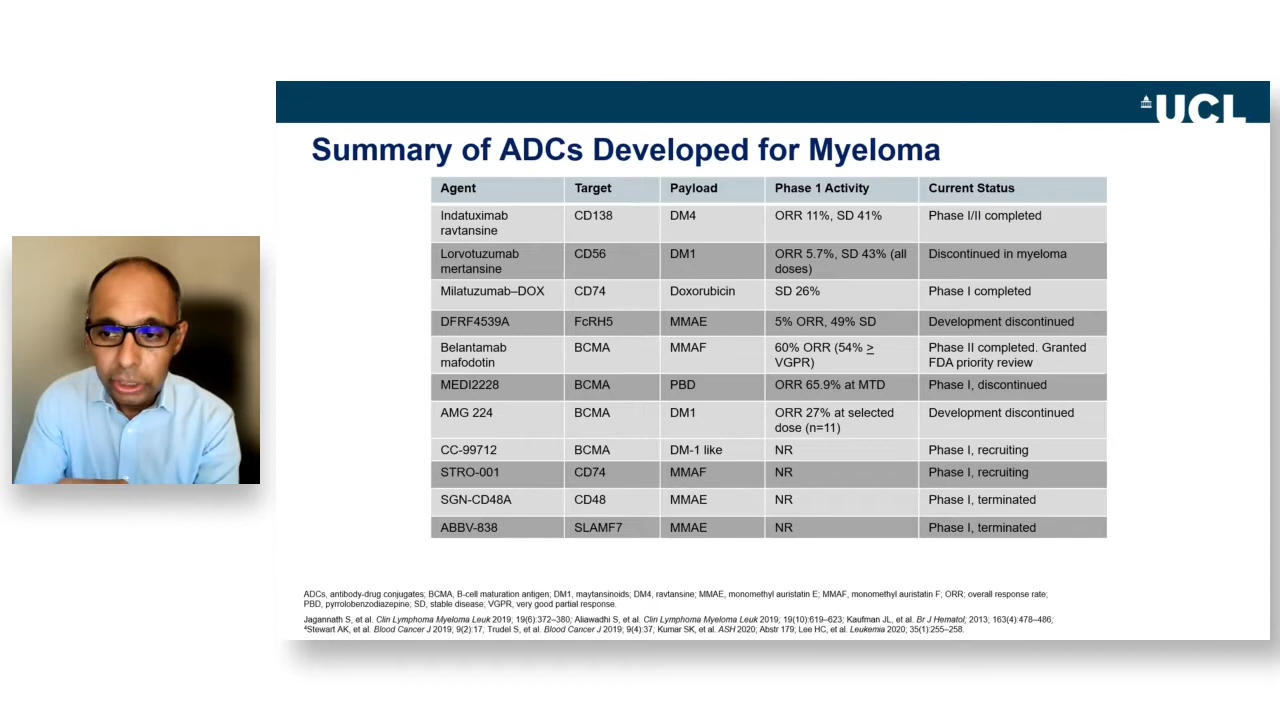 UCL
Summary of ADCs Developed for Myeloma
Agent Target Payload Phase 1 Activity Current Status
Indatuximab ravtansine CD138 DM4 ORR 11%, SD 41% Phase I/II completed
Lorvotuzumab mertansine CD56 DM1 ORR 5.7%, SD 43% (all doses) Discontinued in myeloma
Milatuzumab–DOX CD74 Doxorubicin SD 26% Phase I completed
DFRF4539A FcRH5 MMAE 5% ORR, 49% SD Development discontinued
Belantamab mafodotin BCMA MMAF 60% ORR (54% ≥ VGPR) Phase II completed. Granted FDA priority review
MEDI2228 BCMA PBD ORR 65.9% at MTD Phase I, discontinued
AMG 224 BCMA DM1 ORR 27% at selected dose (n=11) Development discontinued
CC-99712 BCMA DM-1 like NR Phase I, recruiting
STRO-001 CD74 MMAF NR Phase I, recruiting
SGN-CD48A CD48 MMAE NR Phase I, terminated
ABBV-838 SLAMF7 MMAE NR Phase I, terminated
ADCs, antibody-drug conjugates; BCMA, B-cell maturation antigen; DM1, maytansinoids; DM4, ravtansine; MMAE, monomethyl auristatin E; MMAF, monomethyl auristatin F; ORR; overall response rate;
PBD, pyrrolobenzodiazepine; SD, stable disease; VGPR, very good partial response.
Jagannath S, et al. Clin Lymphoma Myeloma Leuk 2019; 19(6):372–380; Aliawadhi S, et al. Clin Lymphoma Myeloma Leuk 2019; 19(10):619–623; Kaufman JL, et al. Br J Hematol; 2013; 163(4):478–486;
⁴Stewart AK, et al. Blood Cancer J 2019; 9(2):17; Trudel S, et al. Blood Cancer J 2019; 9(4):37; Kumar SK, et al. ASH 2020; Abstr 179; Lee HC, et al. Leukemia 2020; 35(1):255–258.